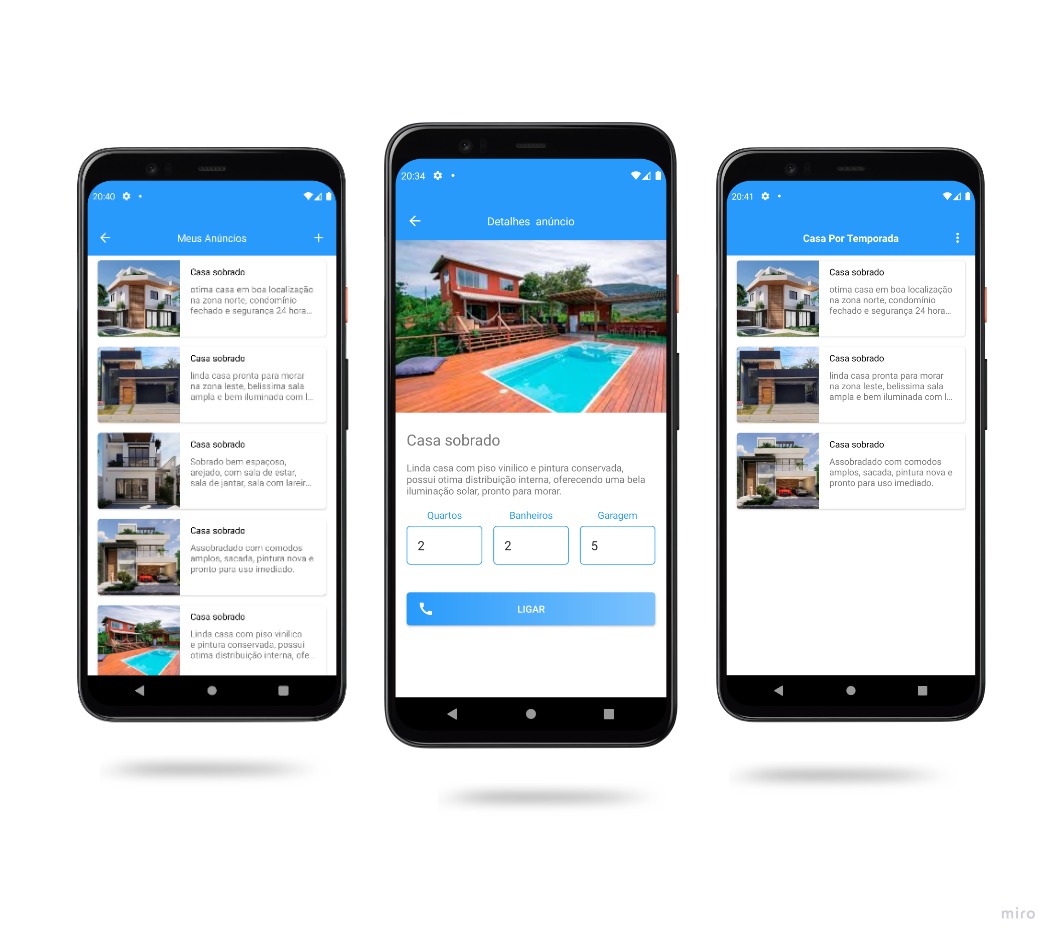 20:40
Meus Anúncios
Casa sobrado
otima casa em boa localização
na zona norte, condomínio
fechado e segurança 24 hora...
Casa sobrado
linda casa pronta para morar
na zona leste, belissima sala
ampla e bem iluminada com l...
Casa sobrado
Sobrado bem espaçoso,
arejado, com sala de estar,
sala de jantar, sala com lareir...
Casa sobrado
Assobradado com comodos
amplos, sacada, pintura nova e
pronto para uso imediado.
Casa sobrado
Linda casa com piso vinílico
e pintura conservada, possui
otima distribuição interna, ofe...
20:34
Detalhes anúncio
Casa sobrado
Linda casa com piso vinílico e pintura conservada,
possui otima distribuição interna, oferecendo uma bela
iluminação solar, pronto para morar.
Quartos Banheiros Garagem
2 2 5
LIGAR
20:41
Casa Por Temporada
Casa sobrado
otima casa em boa localização
na zona norte, condomínio
fechado e segurança 24 hora...
Casa sobrado
linda casa pronta para morar
na zona leste, belissima sala
ampla e bem iluminada com l...
Casa sobrado
Assobradado com comodos
amplos, sacada, pintura nova e
pronto para uso imediado.
miro